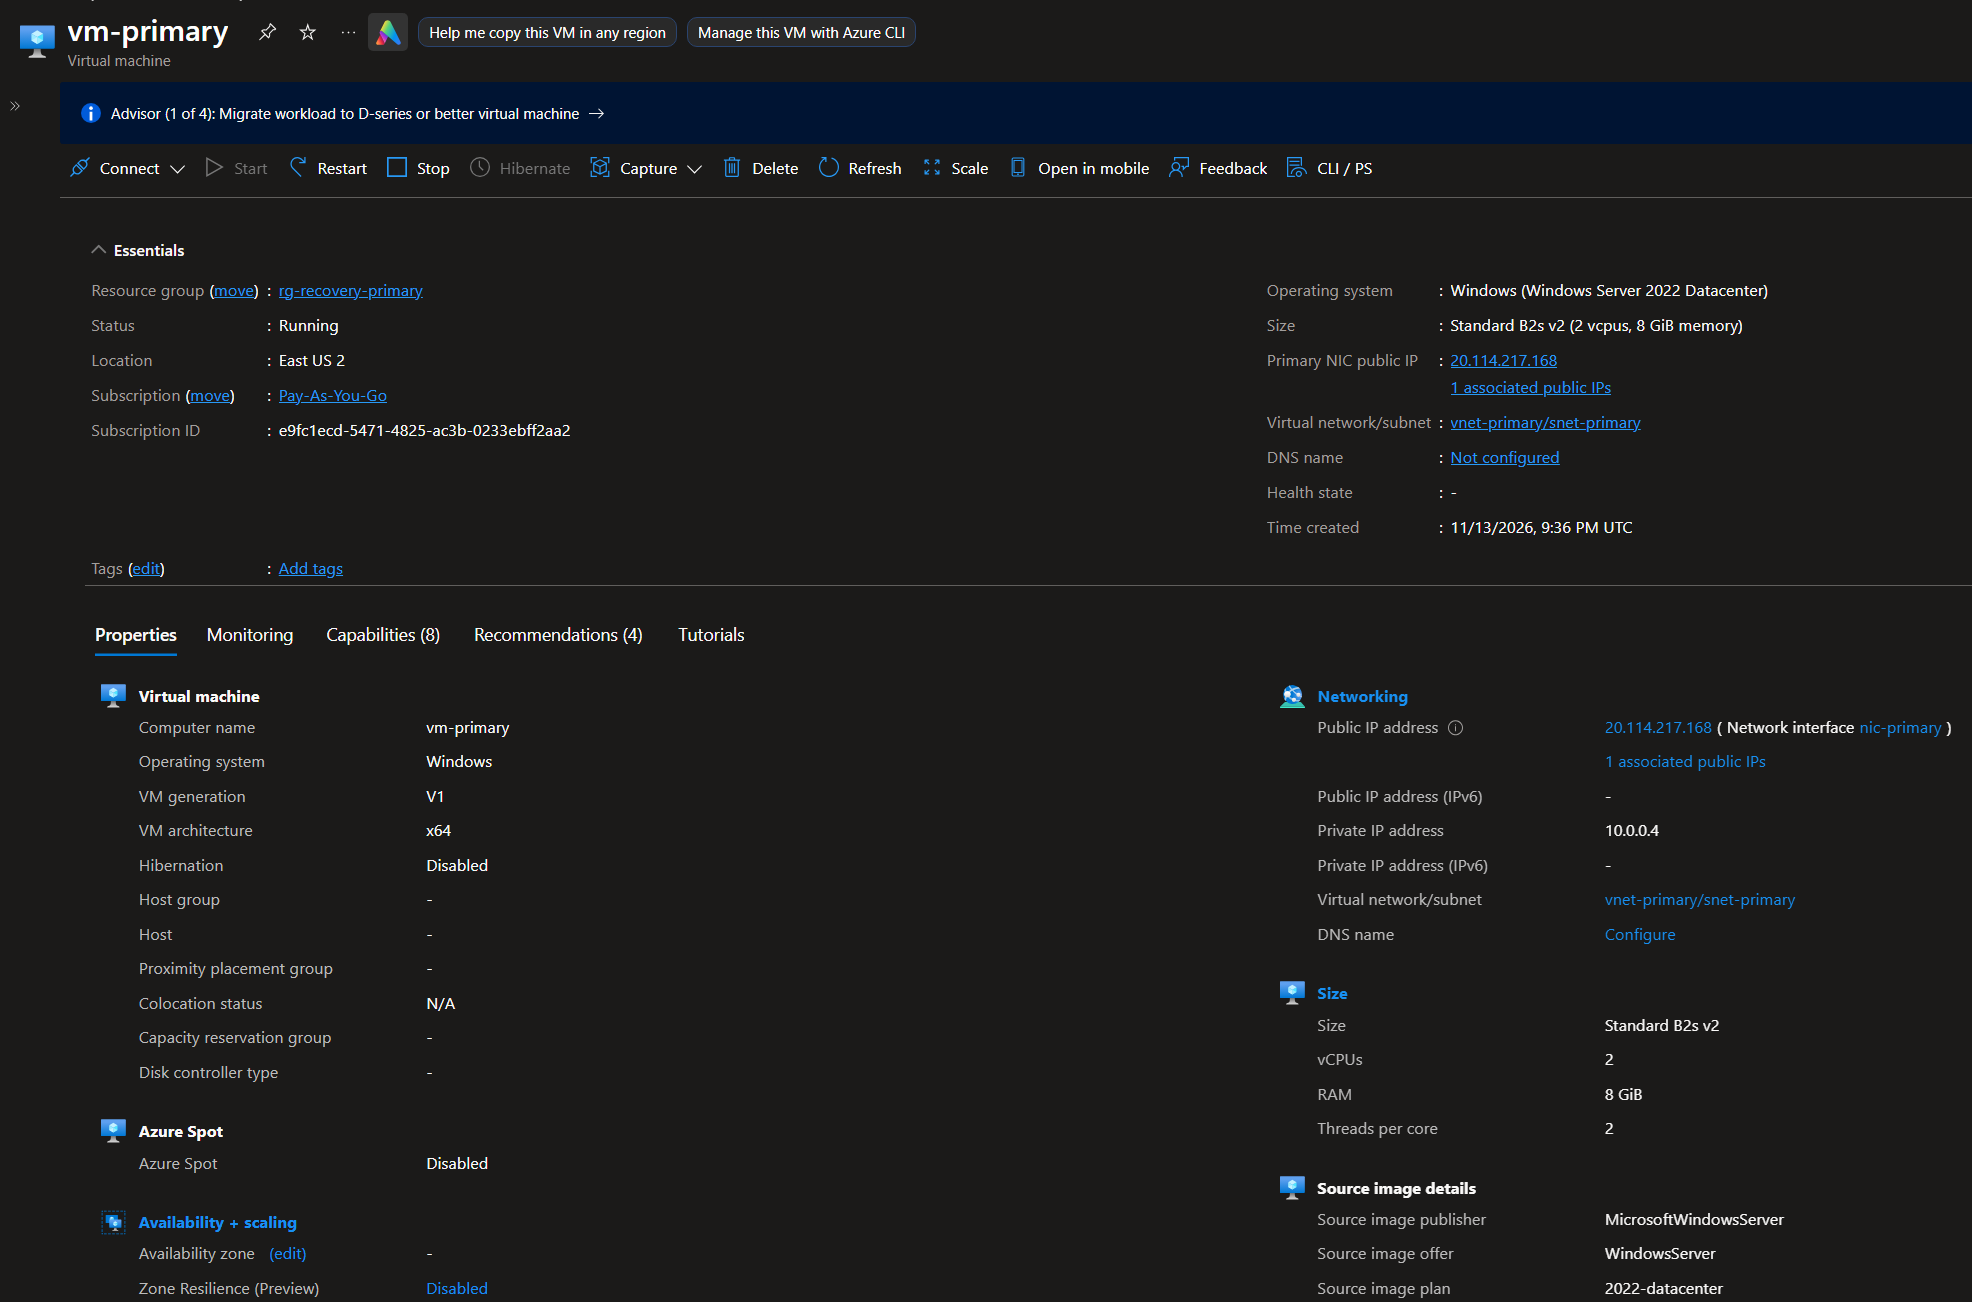 vm-primary
Help me copy this VM in any region
Manage this VM with Azure CLI
Virtual machine
Advisor (1 of 4): Migrate workload to D-series or better virtual machine →
Connect Start Restart Stop Hibernate Capture Delete Refresh Scale Open in mobile Feedback CLI / PS
Essentials
Resource group (move) : rg-recovery-primary
Status : Running
Location : East US 2
Subscription (move) : Pay-As-You-Go
Subscription ID : e9fc1ecd-5471-4825-ac3b-0233ebff2aa2
Operating system : Windows (Windows Server 2022 Datacenter)
Size : Standard B2s v2 (2 vcpus, 8 GiB memory)
Primary NIC public IP : 20.114.217.168
1 associated public IPs
Virtual network/subnet : vnet-primary/snet-primary
DNS name : Not configured
Health state : -
Time created : 11/13/2026, 9:36 PM UTC
Tags (edit) : Add tags
Properties Monitoring Capabilities (8) Recommendations (4) Tutorials
Virtual machine
Computer name vm-primary
Operating system Windows
VM generation V1
VM architecture x64
Hibernation Disabled
Host group -
Host -
Proximity placement group -
Colocation status N/A
Capacity reservation group -
Disk controller type -
Azure Spot
Azure Spot Disabled
Availability + scaling
Availability zone (edit) -
Zone Resilience (Preview) Disabled
Networking
Public IP address 20.114.217.168 ( Network interface nic-primary )
1 associated public IPs
Public IP address (IPv6) -
Private IP address 10.0.0.4
Private IP address (IPv6) -
Virtual network/subnet vnet-primary/snet-primary
DNS name Configure
Size
Size Standard B2s v2
vCPUs 2
RAM 8 GiB
Threads per core 2
Source image details
Source image publisher MicrosoftWindowsServer
Source image offer WindowsServer
Source image plan 2022-datacenter